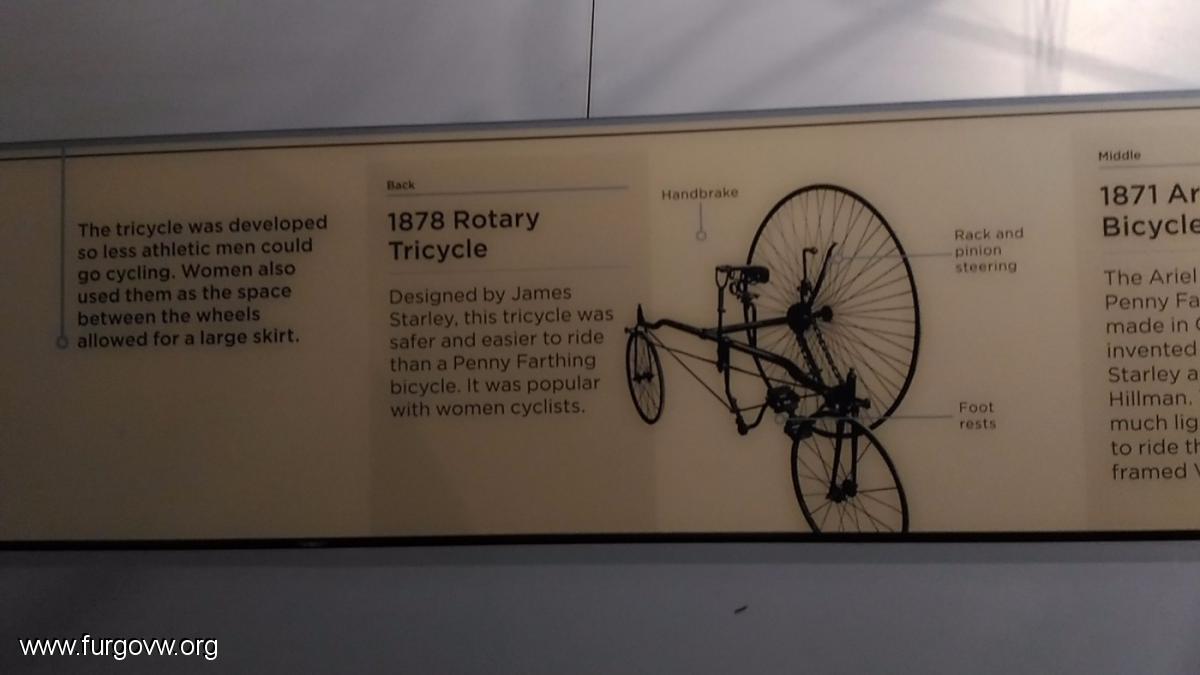 The tricycle was developed
so less athletic men could
go cycling. Women also
used them as the space
between the wheels
allowed for a large skirt.
Back
1878 Rotary
Tricycle
Designed by James
Starley, this tricycle was
safer and easier to ride
than a Penny Farthing
bicycle. It was popular
with women cyclists.
Handbrake
Rack and
pinion
steering
Foot
rests
Middle
1871 Ar
Bicycle
The Ariel
Penny Fa
made in
invented
Starley a
Hillman.
much lig
to ride th
framed
www.furgovw.org